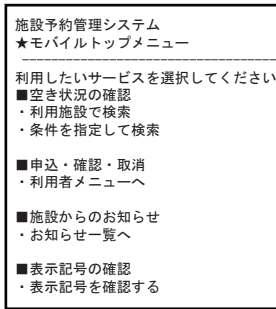 施設予約管理システム
★モバイルトップメニュー
利用したいサービスを選択してください
■空き状況の確認
・利用施設で検索
・条件を指定して検索
■申込・確認・取消
・利用者メニューへ
■施設からのお知らせ
・お知らせ一覧へ
■表示記号の確認
・表示記号を確認する